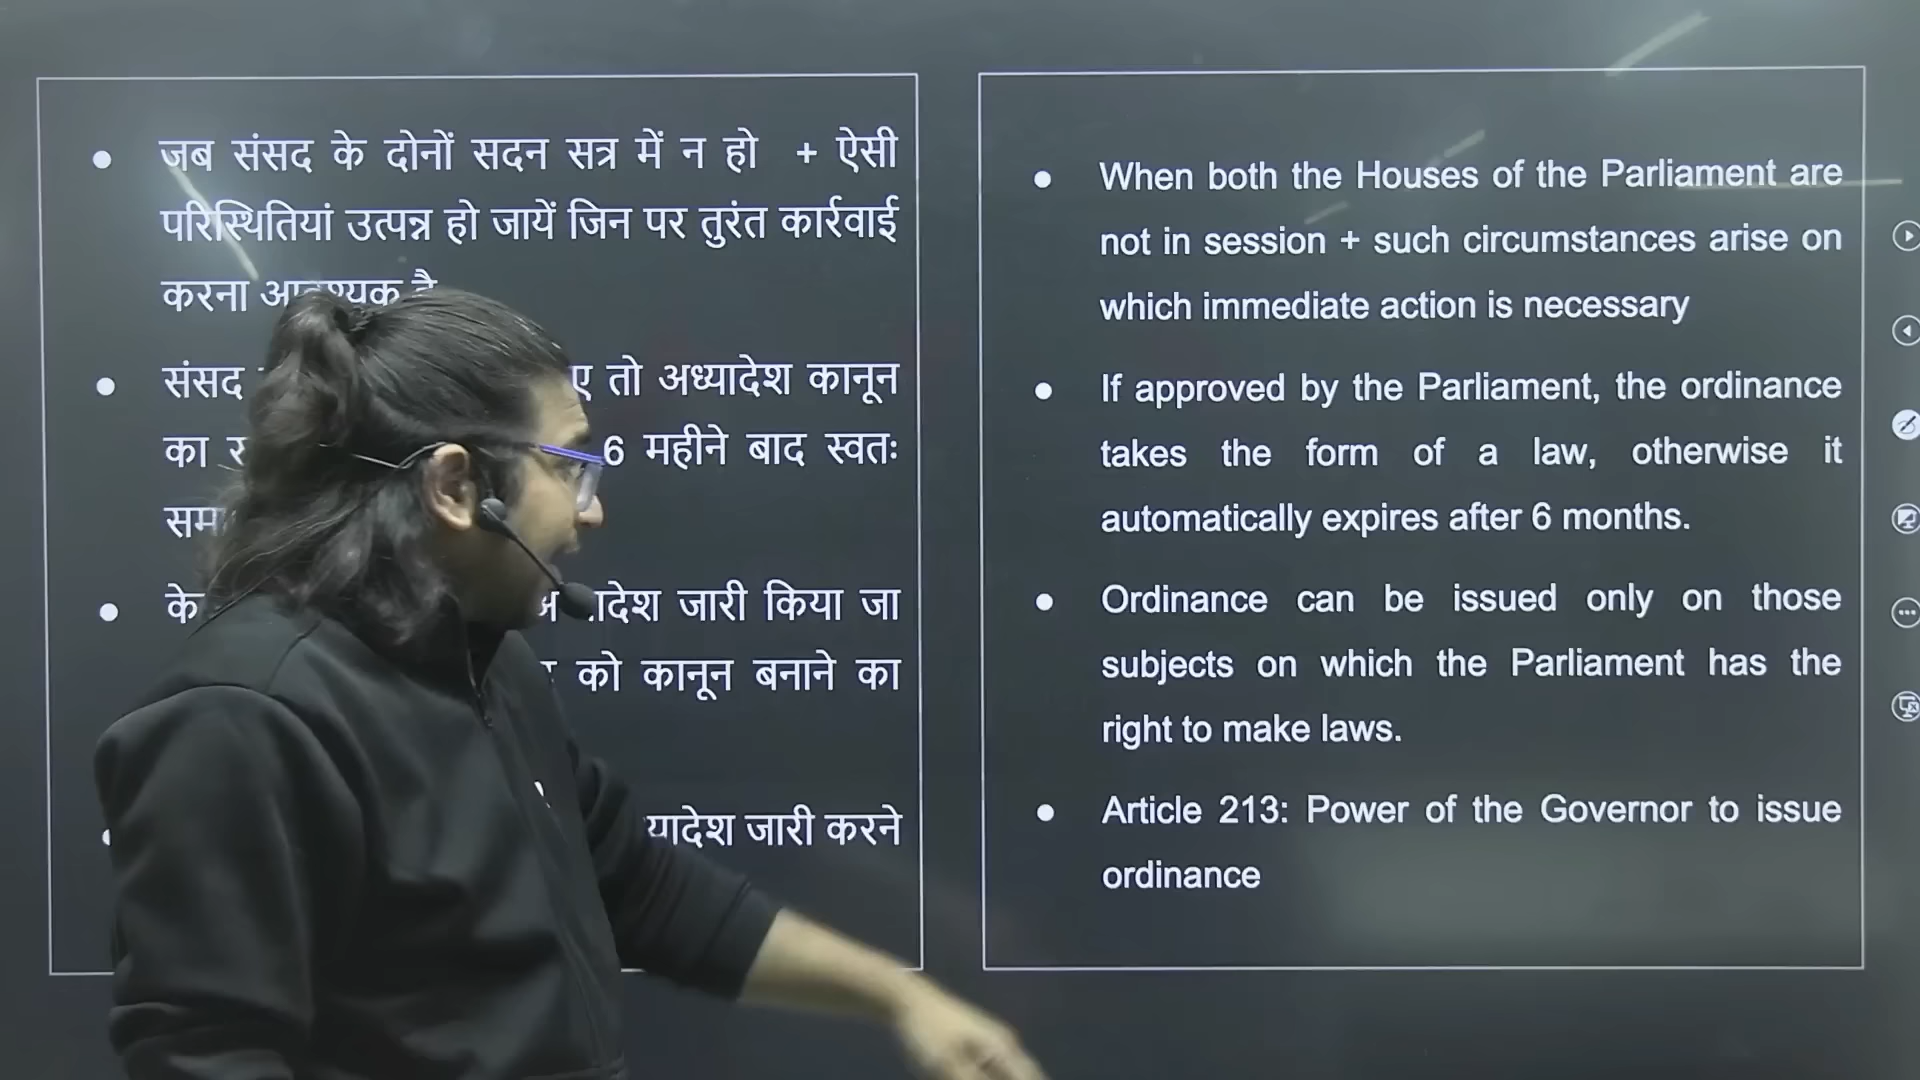 जब संसद के दोनों सदन सत्र में न हो + ऐसी
परिस्थितियां उत्पन्न हो जायें जिन पर तुरंत कार्रवाई
करना आवश्यक है
संसद तो अध्यादेश कानून
का 6 महीने बाद स्वतः
जारी किया जा
को कानून बनाने का
जारी करने
When both the Houses of the Parliament are
not in session + such circumstances arise on
which immediate action is necessary
If approved by the Parliament, the ordinance
takes the form of a law, otherwise it
automatically expires after 6 months.
Ordinance can be issued only on those
subjects on which the Parliament has the
right to make laws.
Article 213: Power of the Governor to issue
ordinance